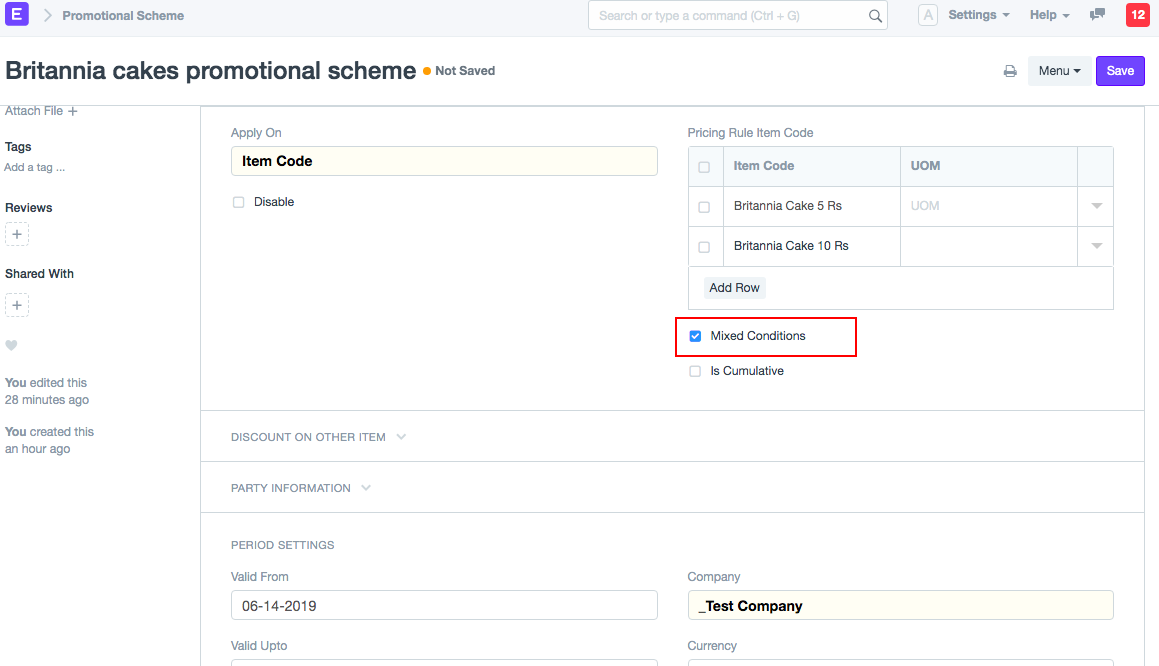 E
Promotional Scheme
Search or type a command (Ctrl + G)
A
Settings
Help
12
Britannia cakes promotional scheme
Not Saved
Menu
Save
Attach File +
Tags
Add a tag ...
Reviews
+
Shared With
+
You edited this
28 minutes ago
You created this
an hour ago
Apply On
Item Code
Disable
Pricing Rule Item Code
Item Code UOM
Britannia Cake 5 Rs UOM
Britannia Cake 10 Rs
Add Row
Mixed Conditions
Is Cumulative
DISCOUNT ON OTHER ITEM
PARTY INFORMATION
PERIOD SETTINGS
Valid From
06-14-2019
Company
_Test Company
Valid Upto
Currency